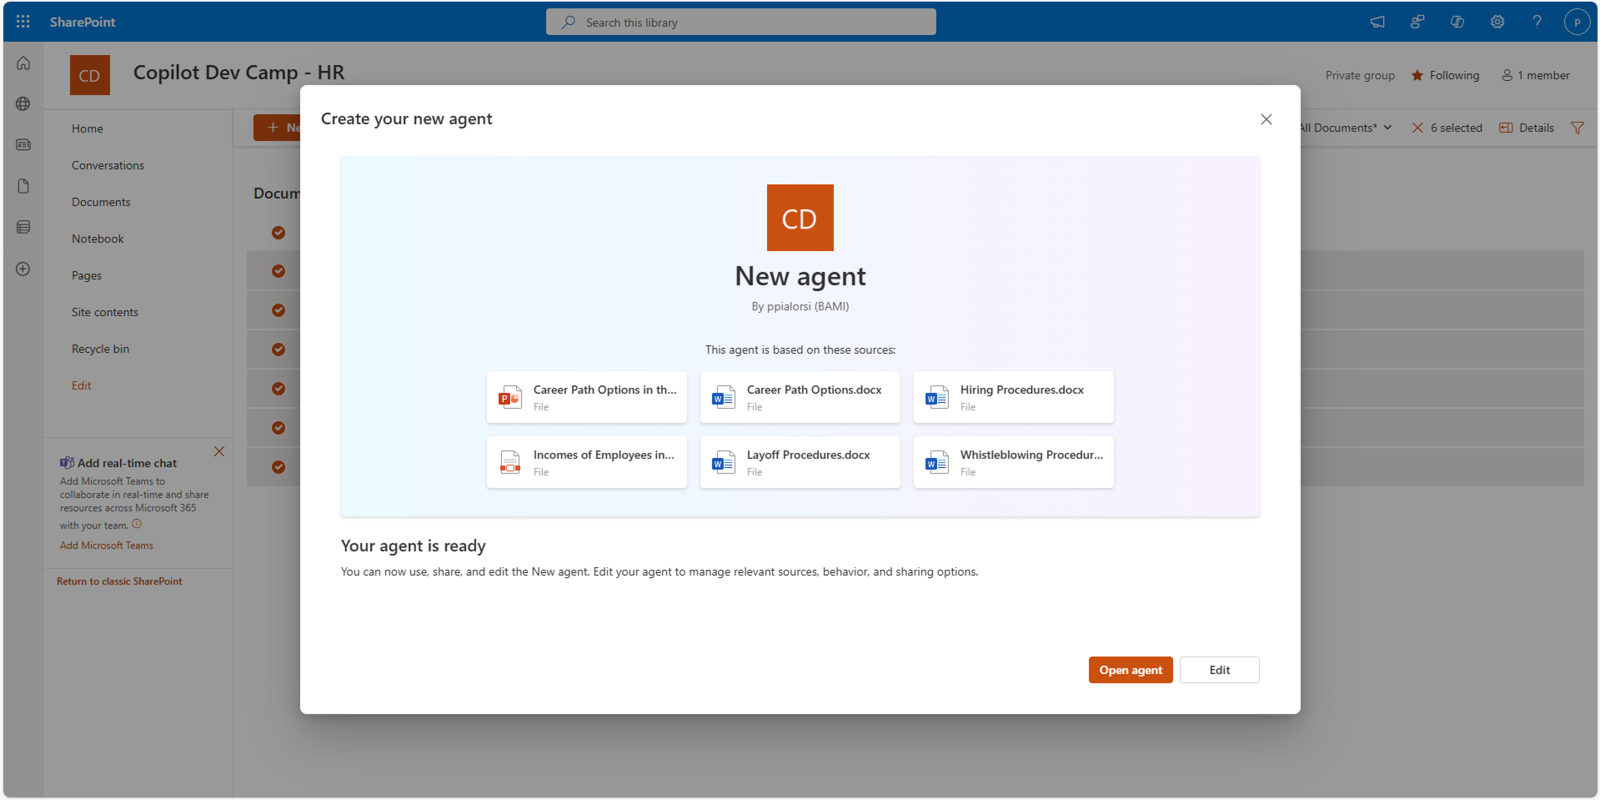 SharePoint
Search this library
P
CD
Copilot Dev Camp - HR
Private group
Following
1 member
Home
Conversations
Documents
Notebook
Pages
Site contents
Recycle bin
Edit
Add real-time chat
Add Microsoft Teams to
collaborate in real-time and share
resources across Microsoft 365
with your team.
Add Microsoft Teams
Return to classic SharePoint
All Documents*
6 selected
Details
Create your new agent
CD
New agent
By ppialorsi (BAMI)
This agent is based on these sources:
Career Path Options in th...
File
Career Path Options.docx
File
Hiring Procedures.docx
File
Incomes of Employees in...
File
Layoff Procedures.docx
File
Whistleblowing Procedur...
File
Your agent is ready
You can now use, share, and edit the New agent. Edit your agent to manage relevant sources, behavior, and sharing options.
Open agent
Edit